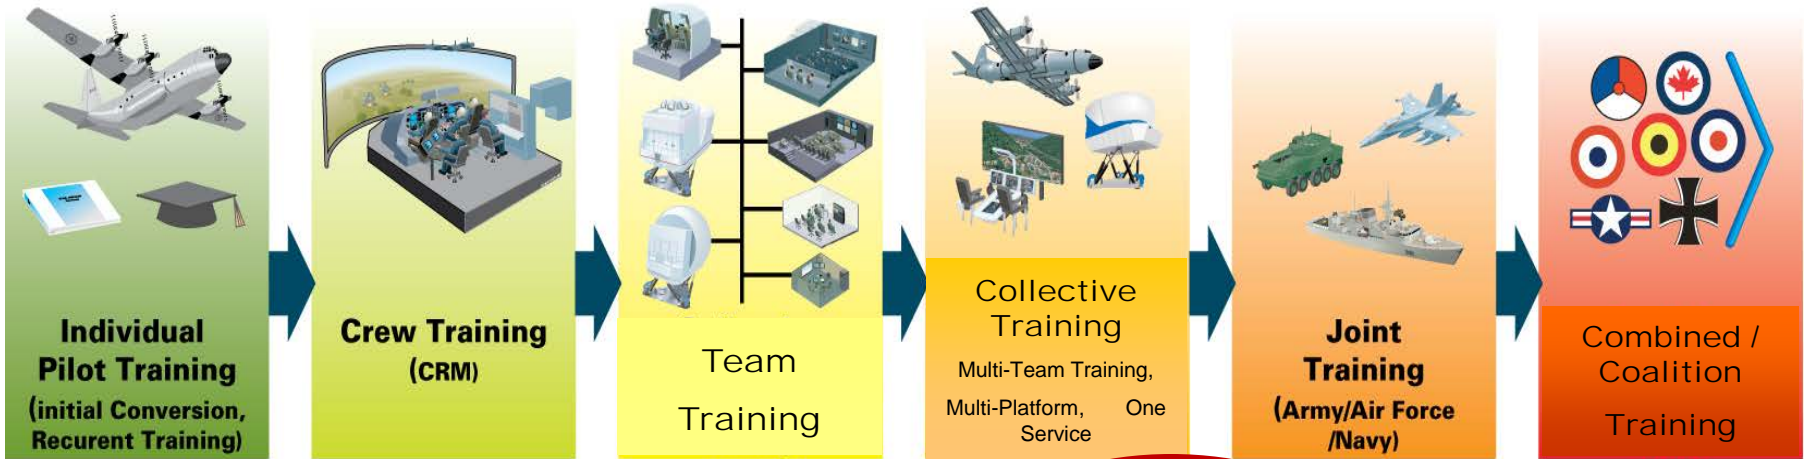 Individual
Pilot Training
(initial Conversion,
Recurent Training)
Crew Training
(CRM)
Team
Training
Collective
Training
Multi-Team Training,
Multi-Platform, One
Service
Joint
Training
(Army/Air Force
/Navy)
Combined /
Coalition
Training